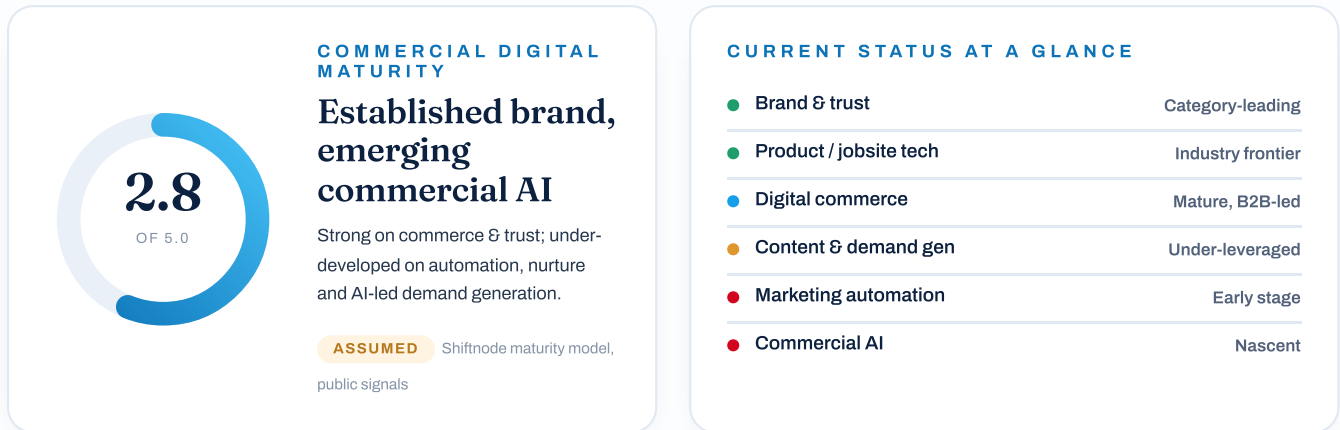 COMMERCIAL DIGITAL
MATURITY
Established brand,
emerging
commercial AI
2.8
OF 5.0
Strong on commerce & trust; under-
developed on automation, nurture
and AI-led demand generation.
ASSUMED Shiftnode maturity model,
public signals
CURRENT STATUS AT A GLANCE
Brand & trust Category-leading
Product / jobsite tech Industry frontier
Digital commerce Mature, B2B-led
Content & demand gen Under-leveraged
Marketing automation Early stage
Commercial AI Nascent